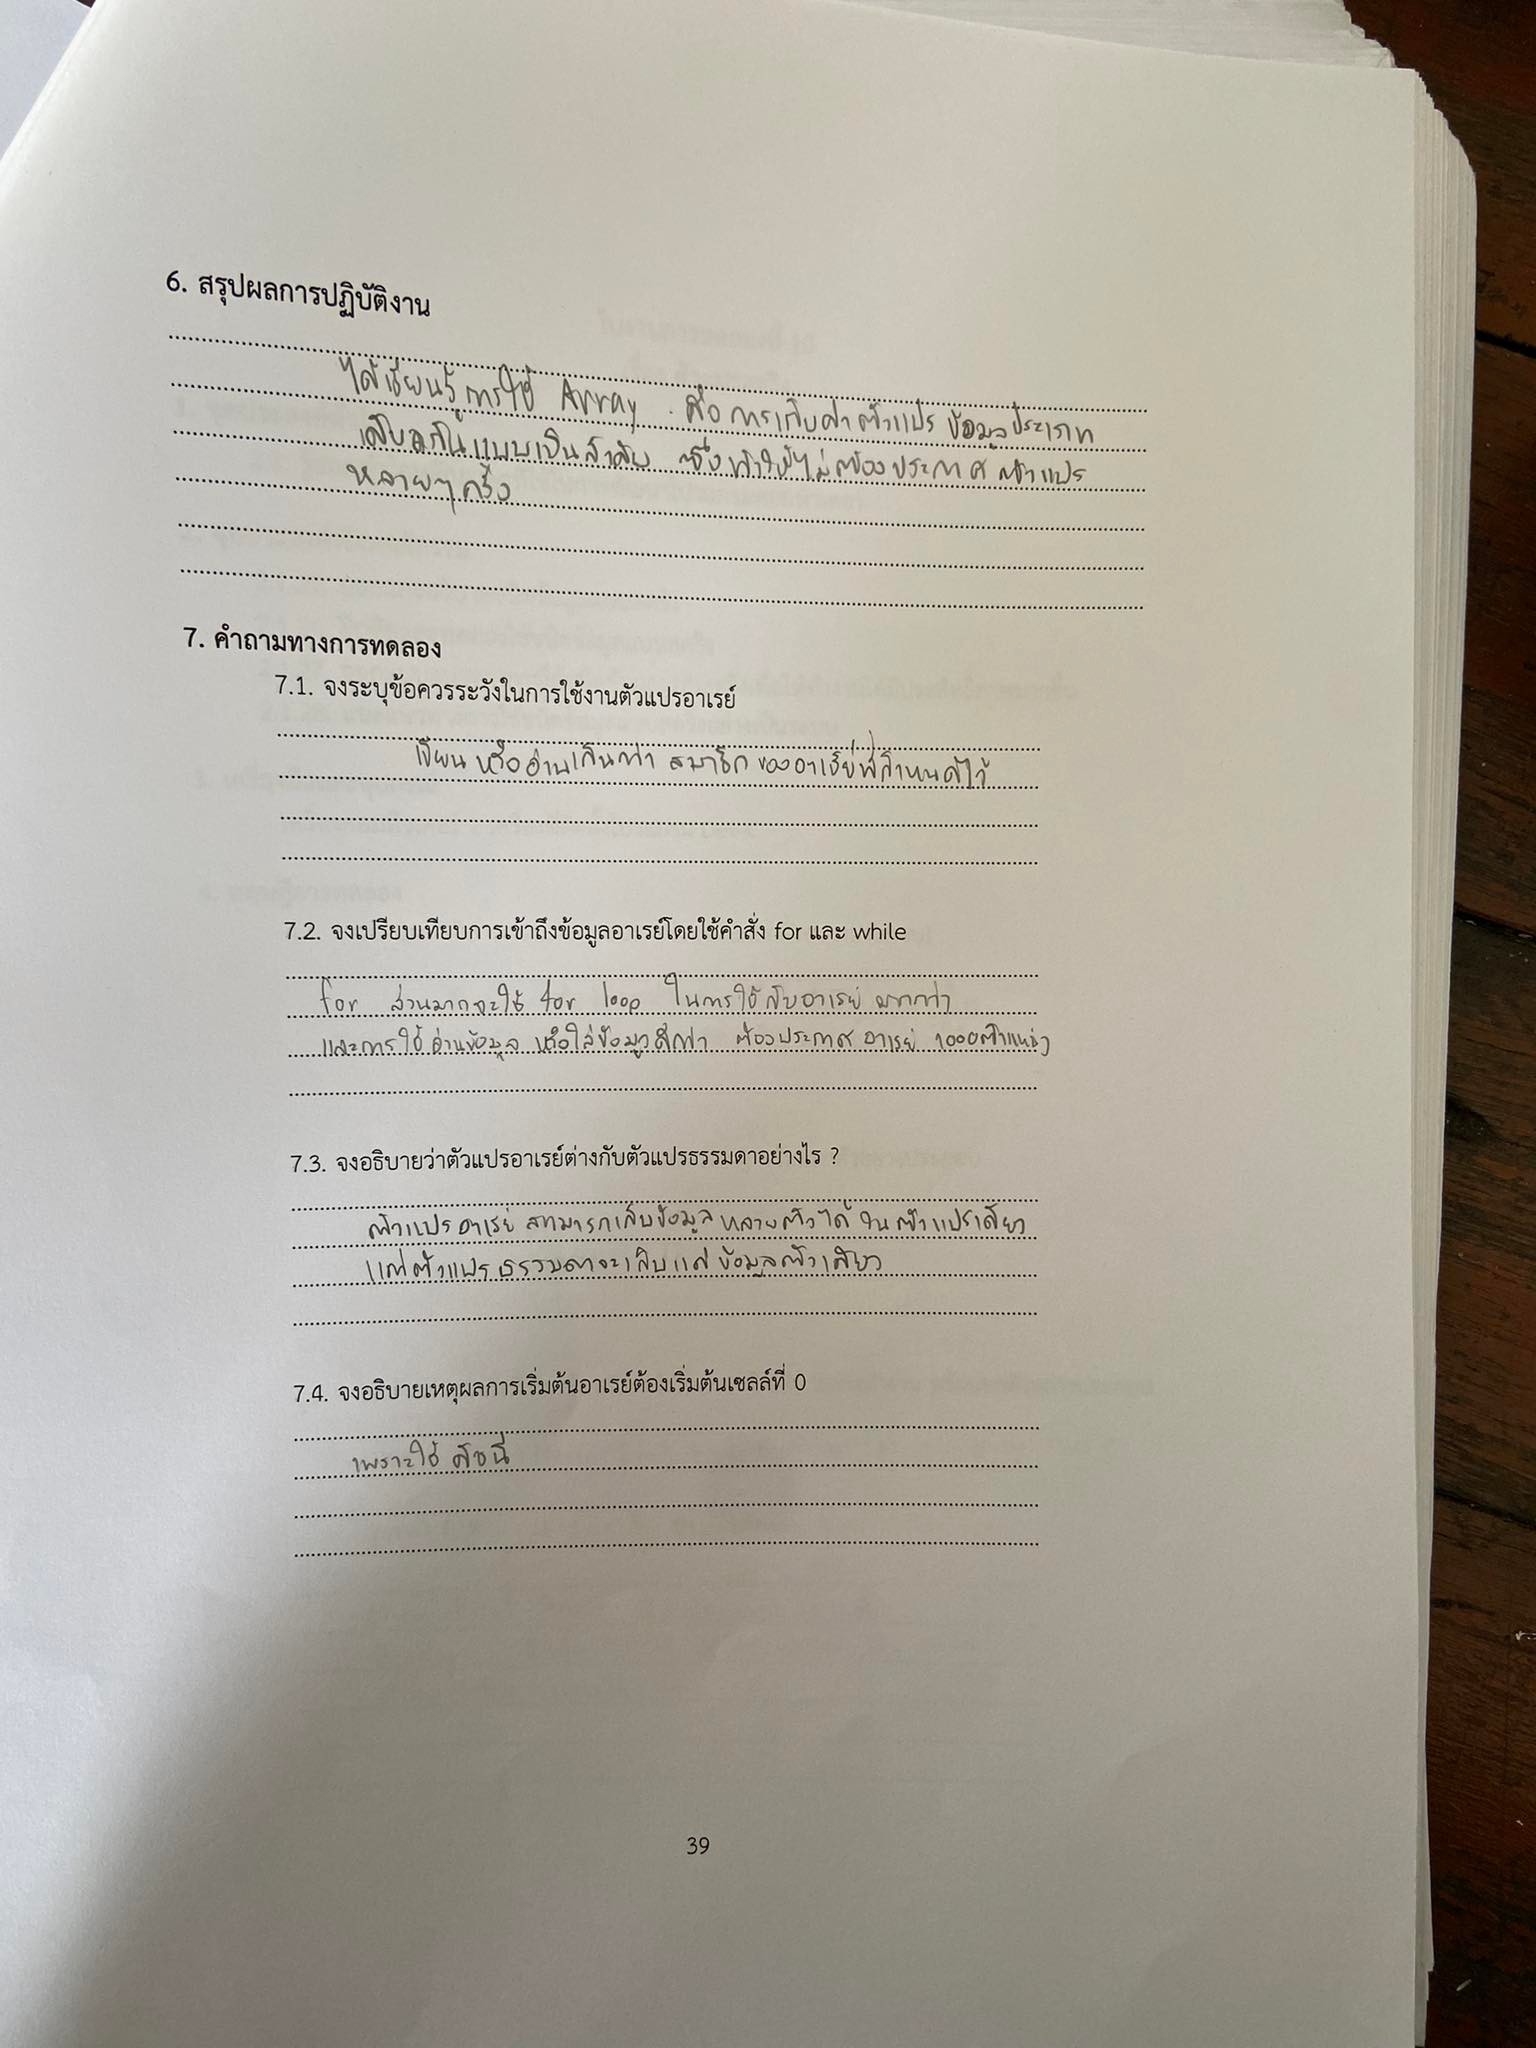 6. สรุปผลการปฏิบัติงาน
ได้เรียนรู้การใช้ Array คือ การเก็บค่าตัวแปร ข้อมูลประเภท
เดียวกันแบบเป็นลำดับ ซึ่งทำให้ไม่ต้องประกาศตัวแปร
หลายๆครั้ง
7. คำถามทางการทดลอง
7.1. จงระบุข้อควรระวังในการใช้งานตัวแปรอาเรย์
เขียน หรือ อ่านเกินกว่า สมาชิก ของอาเรย์ที่กำหนดไว้
7.2. จงเปรียบเทียบการเข้าถึงข้อมูลอาเรย์โดยใช้คำสั่ง for และ while
for ส่วนมากจะใช้ for loop ในการใช้กับอาเรย์ มากกว่า
และการใช้อ่านข้อมูล หรือใส่ข้อมูลดีกว่า ต้องประกาศ อาเรย์ 1000ตำแหน่ง
7.3. จงอธิบายว่าตัวแปรอาเรย์ต่างกับตัวแปรธรรมดาอย่างไร ?
ตัวแปรอาเรย์ สามารถเก็บข้อมูลหลายตัวได้ ในตัวแปรเดียว
แต่ตัวแปรธรรมดาจะเก็บแค่ ข้อมูลตัวเดียว
7.4. จงอธิบายเหตุผลการเริ่มต้นอาเรย์ต้องเริ่มต้นเซลล์ที่ 0
เพราะใช้ ดัชนี
39